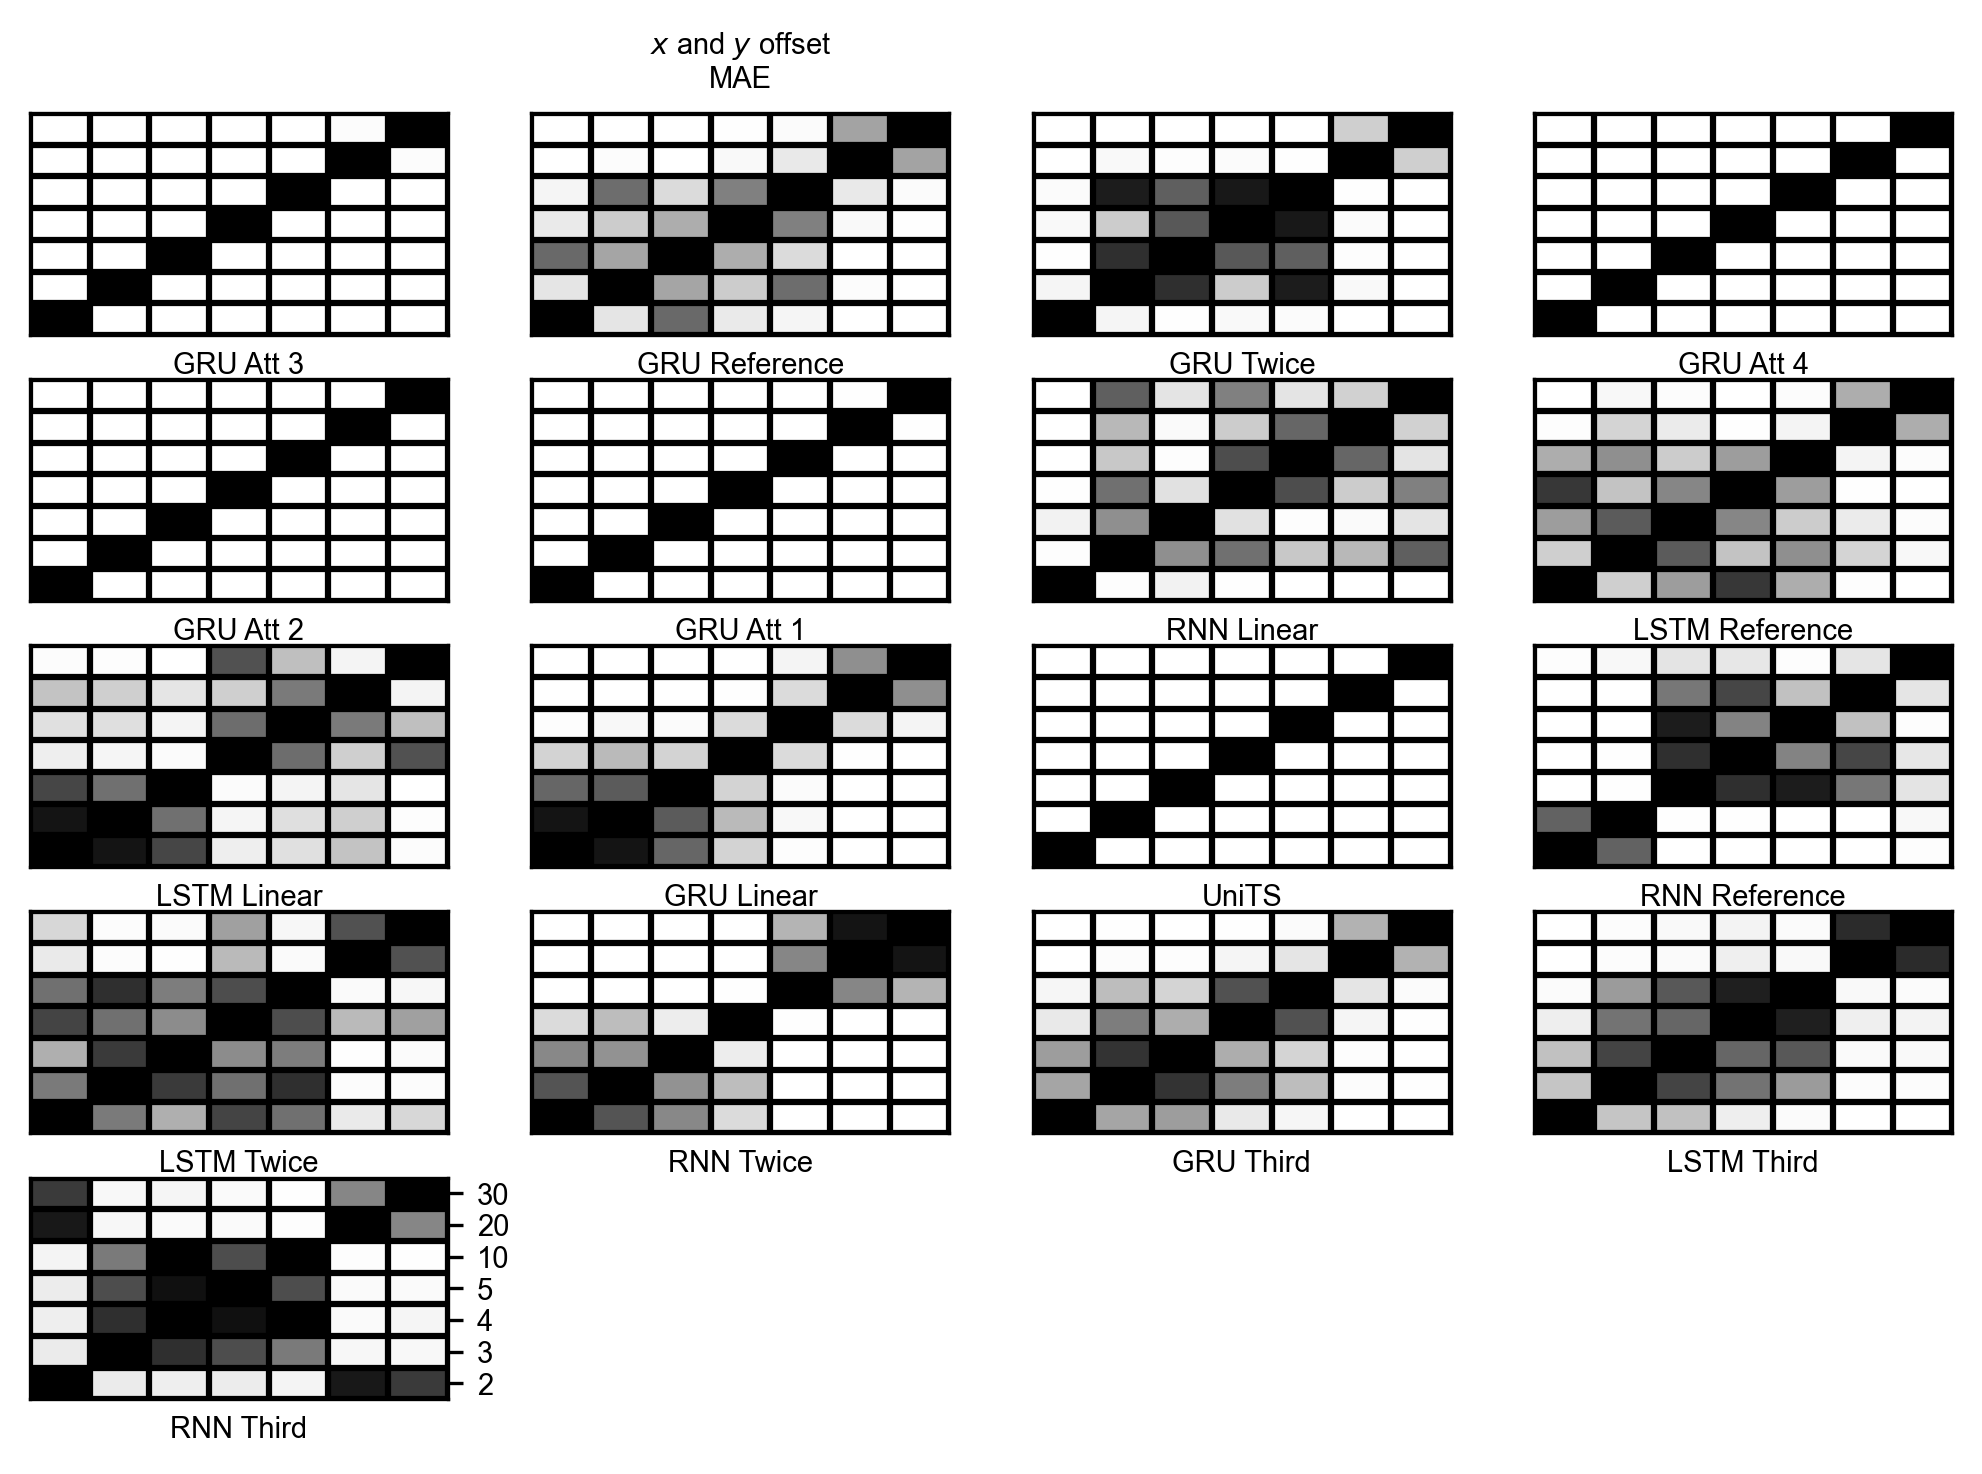 x and y offset
MAE
GRU Att 3
GRU Reference
GRU Twice
GRU Att 4
GRU Att 2
GRU Att 1
RNN Linear
LSTM Reference
LSTM Linear
GRU Linear
UniTS
RNN Reference
LSTM Twice
RNN Twice
GRU Third
LSTM Third
30
20
10
5
4
3
2
RNN Third